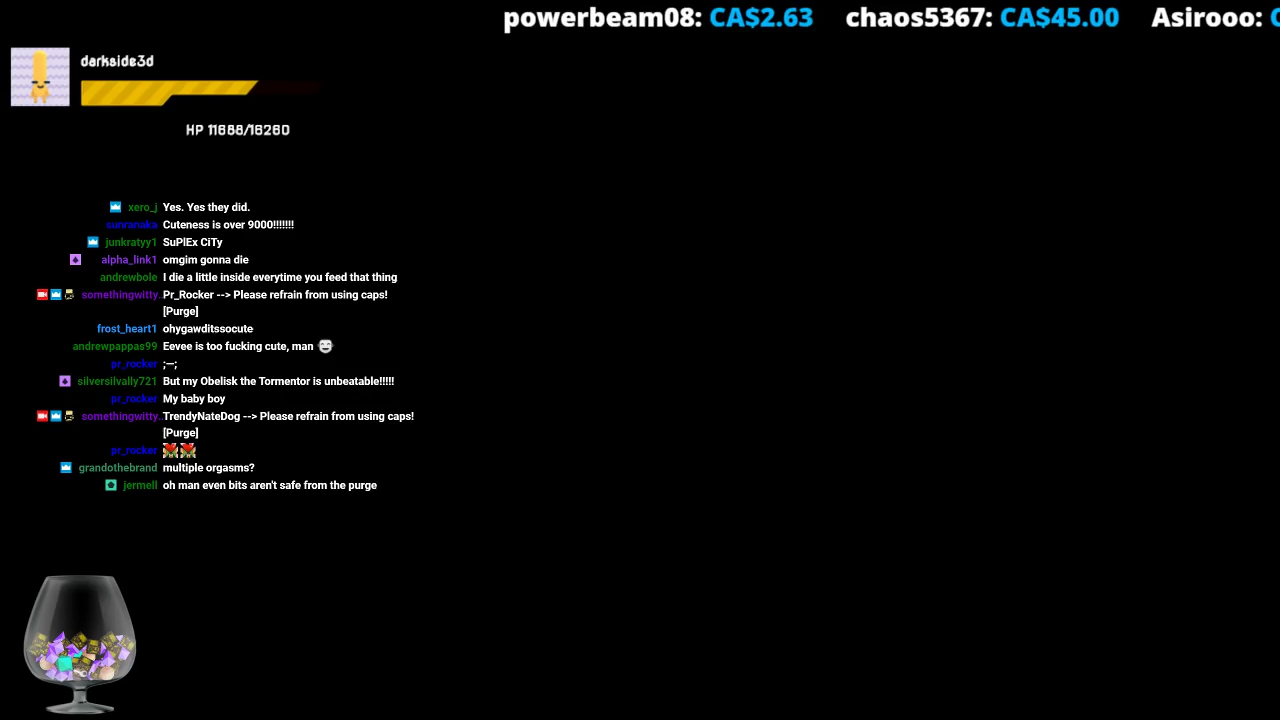 powerbeam08: CA$2.63 chaos5367: CA$45.00 Asirooo:
darkside3d
HP 11688/16260
xero_j Yes. Yes they did.
sunranaka Cuteness is over 9000!!!!!!!
junkratyy1 SuPlEx CiTy
alpha_link1 omgim gonna die
andrewbole I die a little inside everytime you feed that thing
somethingwitty. Pr_Rocker --> Please refrain from using caps!
[Purge]
frost_heart1 ohygawditssocute
andrewpappas99 Eevee is too fucking cute, man
pr_rocker ;—;
silversilvally721 But my Obelisk the Tormentor is unbeatable!!!!!
pr_rocker My baby boy
somethingwitty. TrendyNateDog --> Please refrain from using caps!
[Purge]
pr_rocker
grandothebrand multiple orgasms?
jermell oh man even bits aren't safe from the purge